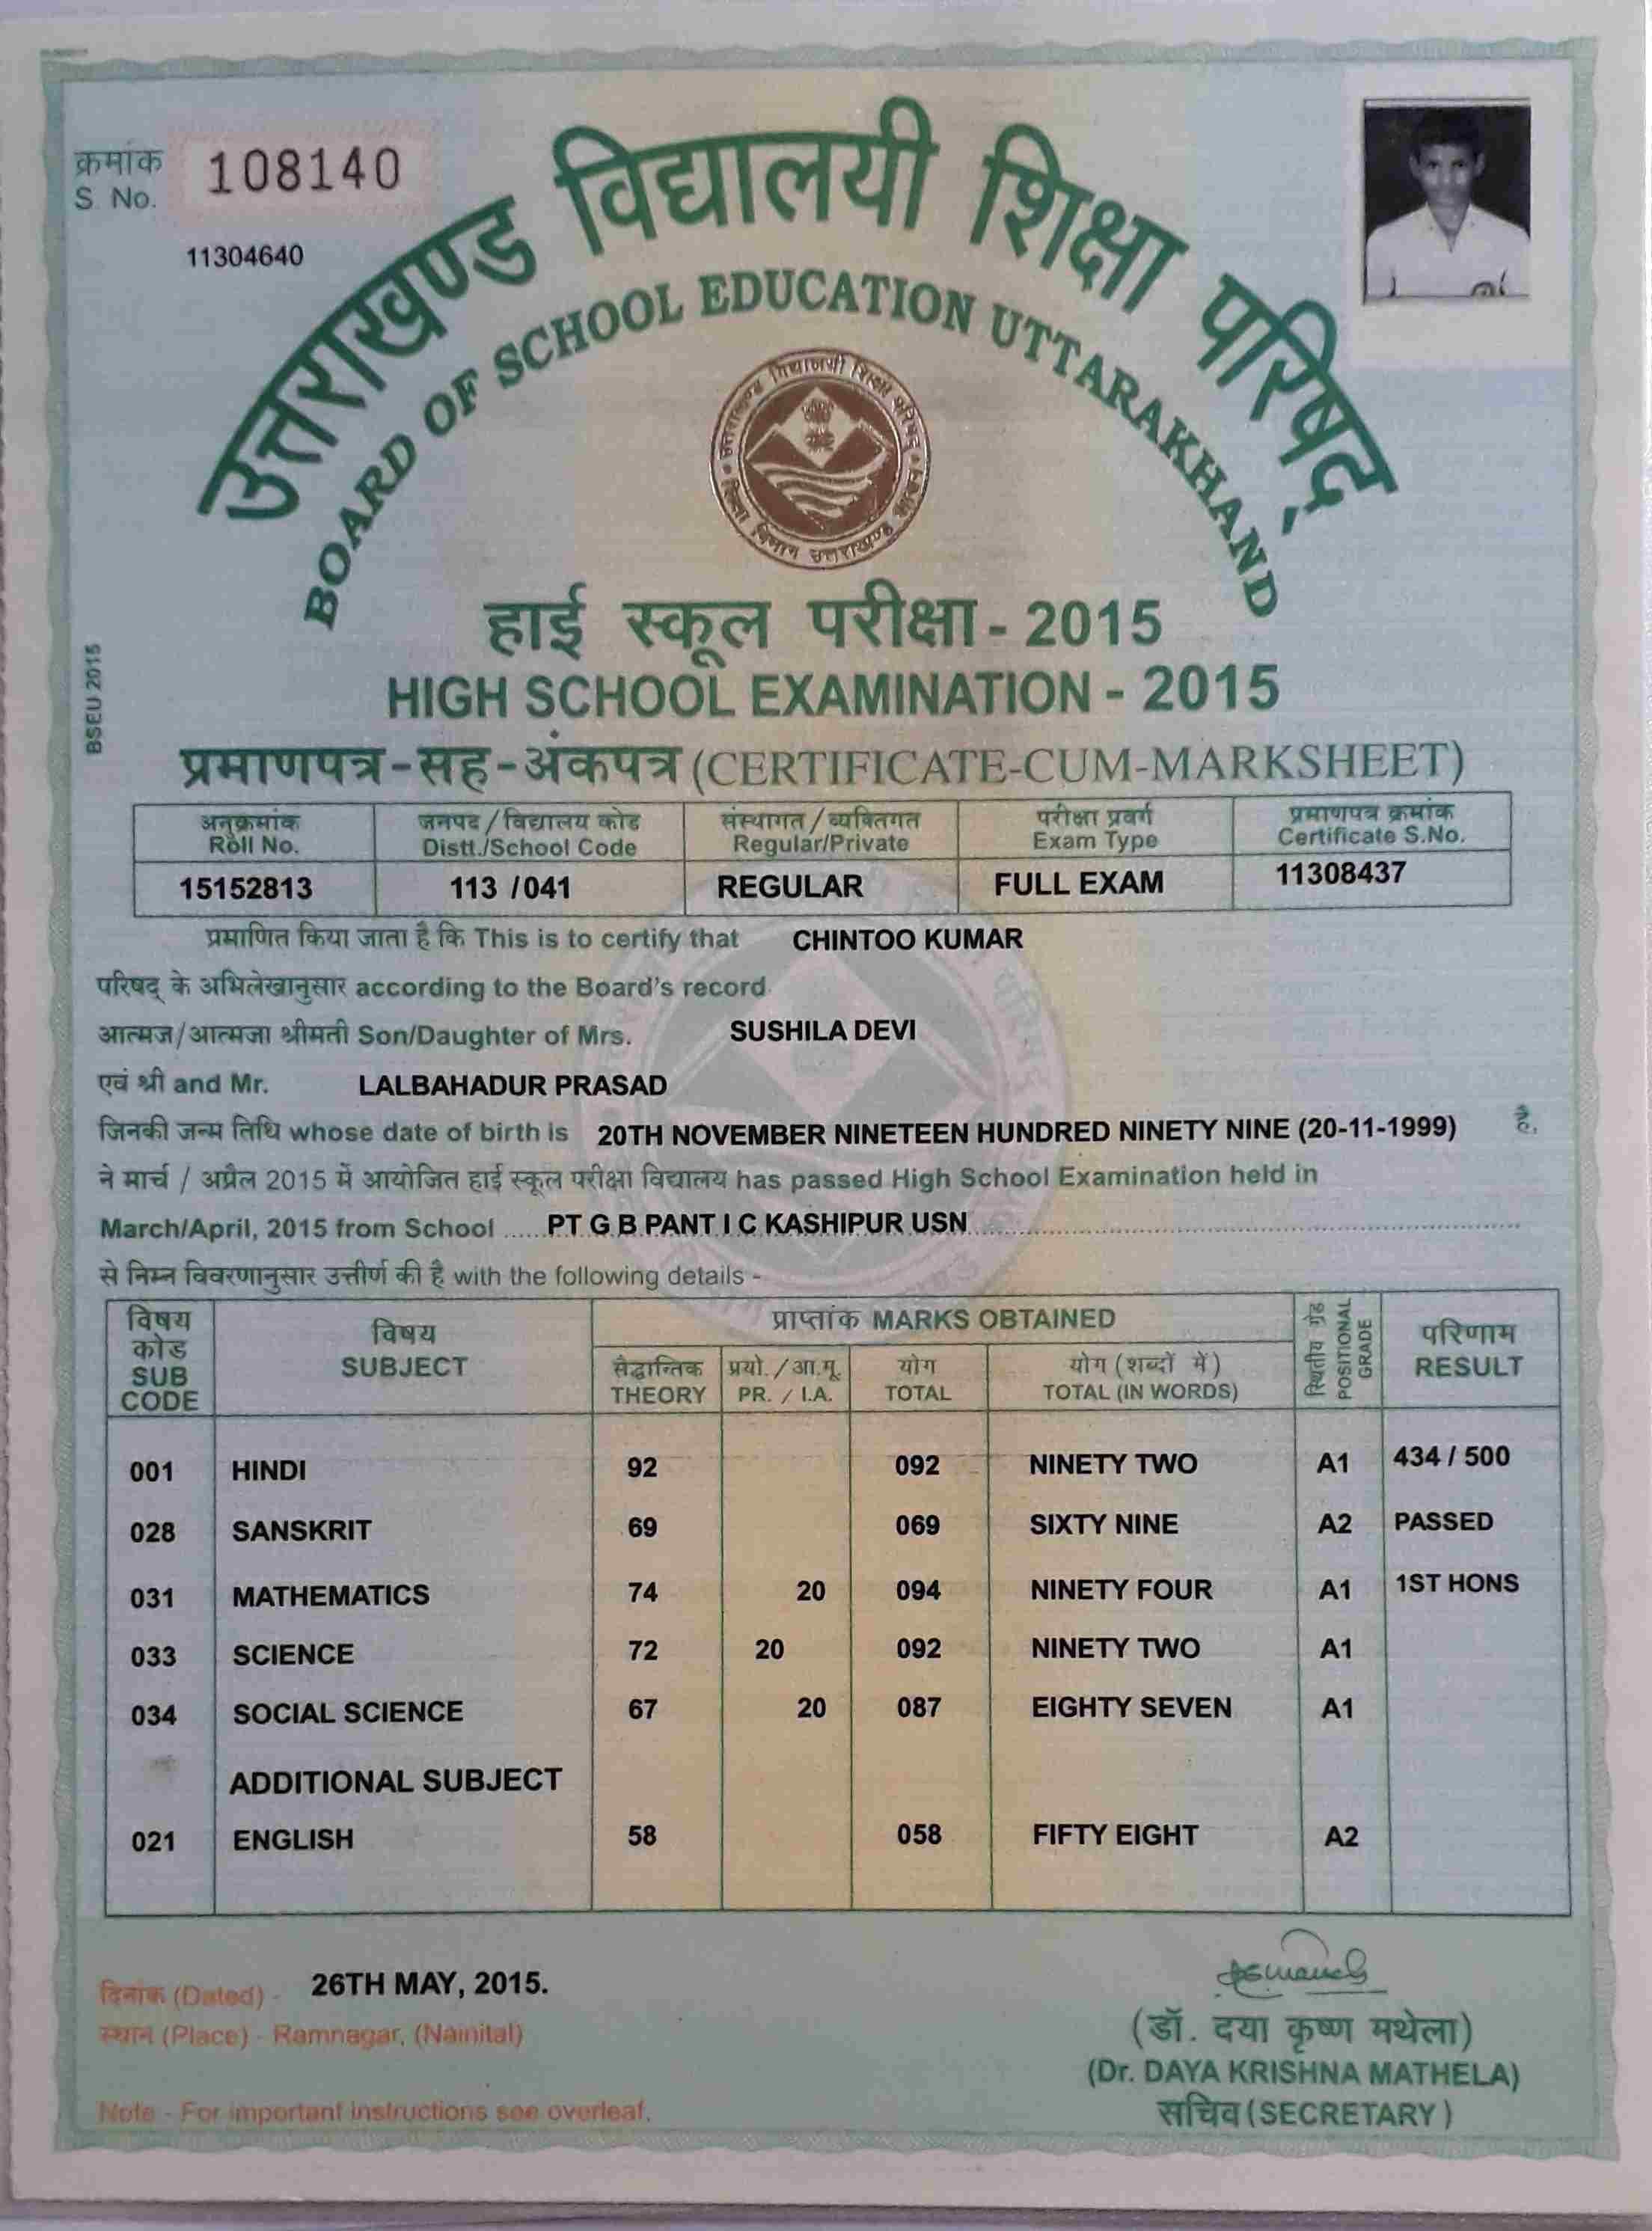 क्रमांक
S. No.
108140
11304640
उत्तराखण्ड विद्यालयी शिक्षा परिषद्
BOARD OF SCHOOL EDUCATION UTTARAKHAND
हाई स्कूल परीक्षा - 2015
HIGH SCHOOL EXAMINATION - 2015
BSEU 2015
प्रमाणपत्र-सह-अंकपत्र (CERTIFICATE-CUM-MARKSHEET)
अनुक्रमांक जनपद / विद्यालय कोड संस्थागत / व्यक्तिगत परीक्षा प्रवर्ग प्रमाणपत्र क्रमांक
Roll No. Distt./School Code Regular/Private Exam Type Certificate S.No.
15152813 113 /041 REGULAR FULL EXAM 11308437
प्रमाणित किया जाता है कि This is to certify that CHINTOO KUMAR
परिषद् के अभिलेखानुसार according to the Board's record
आत्मज/आत्मजा श्रीमती Son/Daughter of Mrs. SUSHILA DEVI
एवं श्री and Mr. LALBAHADUR PRASAD
जिनकी जन्म तिथि whose date of birth is 20TH NOVEMBER NINETEEN HUNDRED NINETY NINE (20-11-1999) है,
ने मार्च / अप्रैल 2015 में आयोजित हाई स्कूल परीक्षा विद्यालय has passed High School Examination held in
March/April, 2015 from School ...... PT G B PANT I C KASHIPUR USN
से निम्न विवरणानुसार उत्तीर्ण की है with the following details -
विषय कोड SUB CODE
विषय SUBJECT
प्राप्तांक MARKS OBTAINED
सैद्धान्तिक THEORY
प्रयो. / आ.मू. PR. / I.A.
योग TOTAL
योग (शब्दों में) TOTAL (IN WORDS)
स्थितीय ग्रेड POSITIONAL GRADE
परिणाम RESULT
001 HINDI 92 092 NINETY TWO A1 434 / 500
028 SANSKRIT 69 069 SIXTY NINE A2 PASSED
031 MATHEMATICS 74 20 094 NINETY FOUR A1 1ST HONS
033 SCIENCE 72 20 092 NINETY TWO A1
034 SOCIAL SCIENCE 67 20 087 EIGHTY SEVEN A1
ADDITIONAL SUBJECT
021 ENGLISH 58 058 FIFTY EIGHT A2
दिनांक (Dated) - 26TH MAY, 2015.
स्थान (Place) - Ramnagar, (Nainital)
(डॉ. दया कृष्ण मथेला)
(Dr. DAYA KRISHNA MATHELA)
सचिव (SECRETARY)
Note - For important instructions see overleaf.